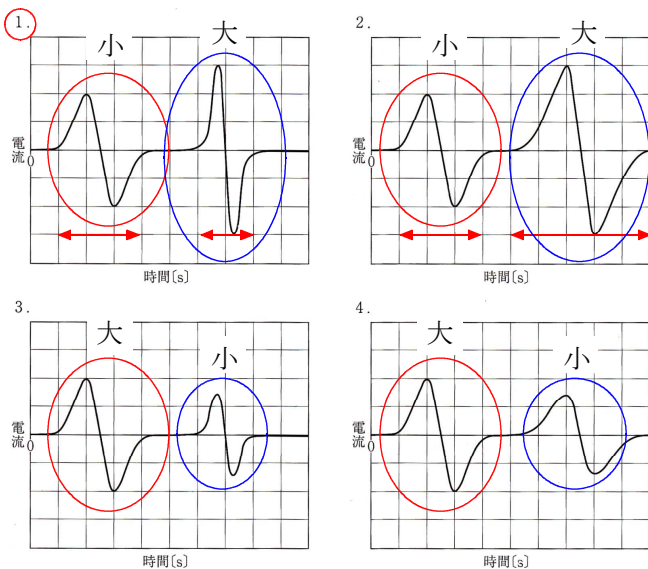 1.
小
大
電流
0
時間〔s〕
2.
小
大
電流
0
時間〔s〕
3.
大
小
電流
0
時間〔s〕
4.
大
小
電流
0
時間〔s〕